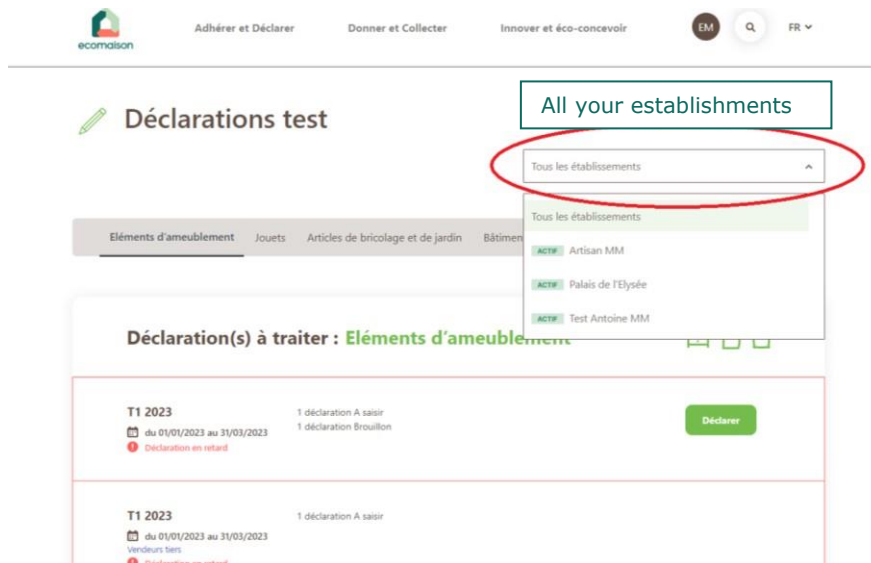 ecomaison
Adhérer et Déclarer
Donner et Collecter
Innover et éco-concevoir
EM
FR
Déclarations test
All your establishments
Tous les établissements
Tous les établissements
ACTIF Artisan MM
ACTIF Palais de l'Elysée
ACTIF Test Antoine MM
Eléments d'ameublement
Jouets
Articles de bricolage et de jardin
Déclaration(s) à traiter : Eléments d'ameublement
T1 2023
du 01/01/2023 au 31/03/2023
Déclaration en retard
1 déclaration A saisir
1 déclaration Brouillon
Déclarer
T1 2023
du 01/01/2023 au 31/03/2023
Vendeurs tiers
Déclaration en retard
1 déclaration A saisir